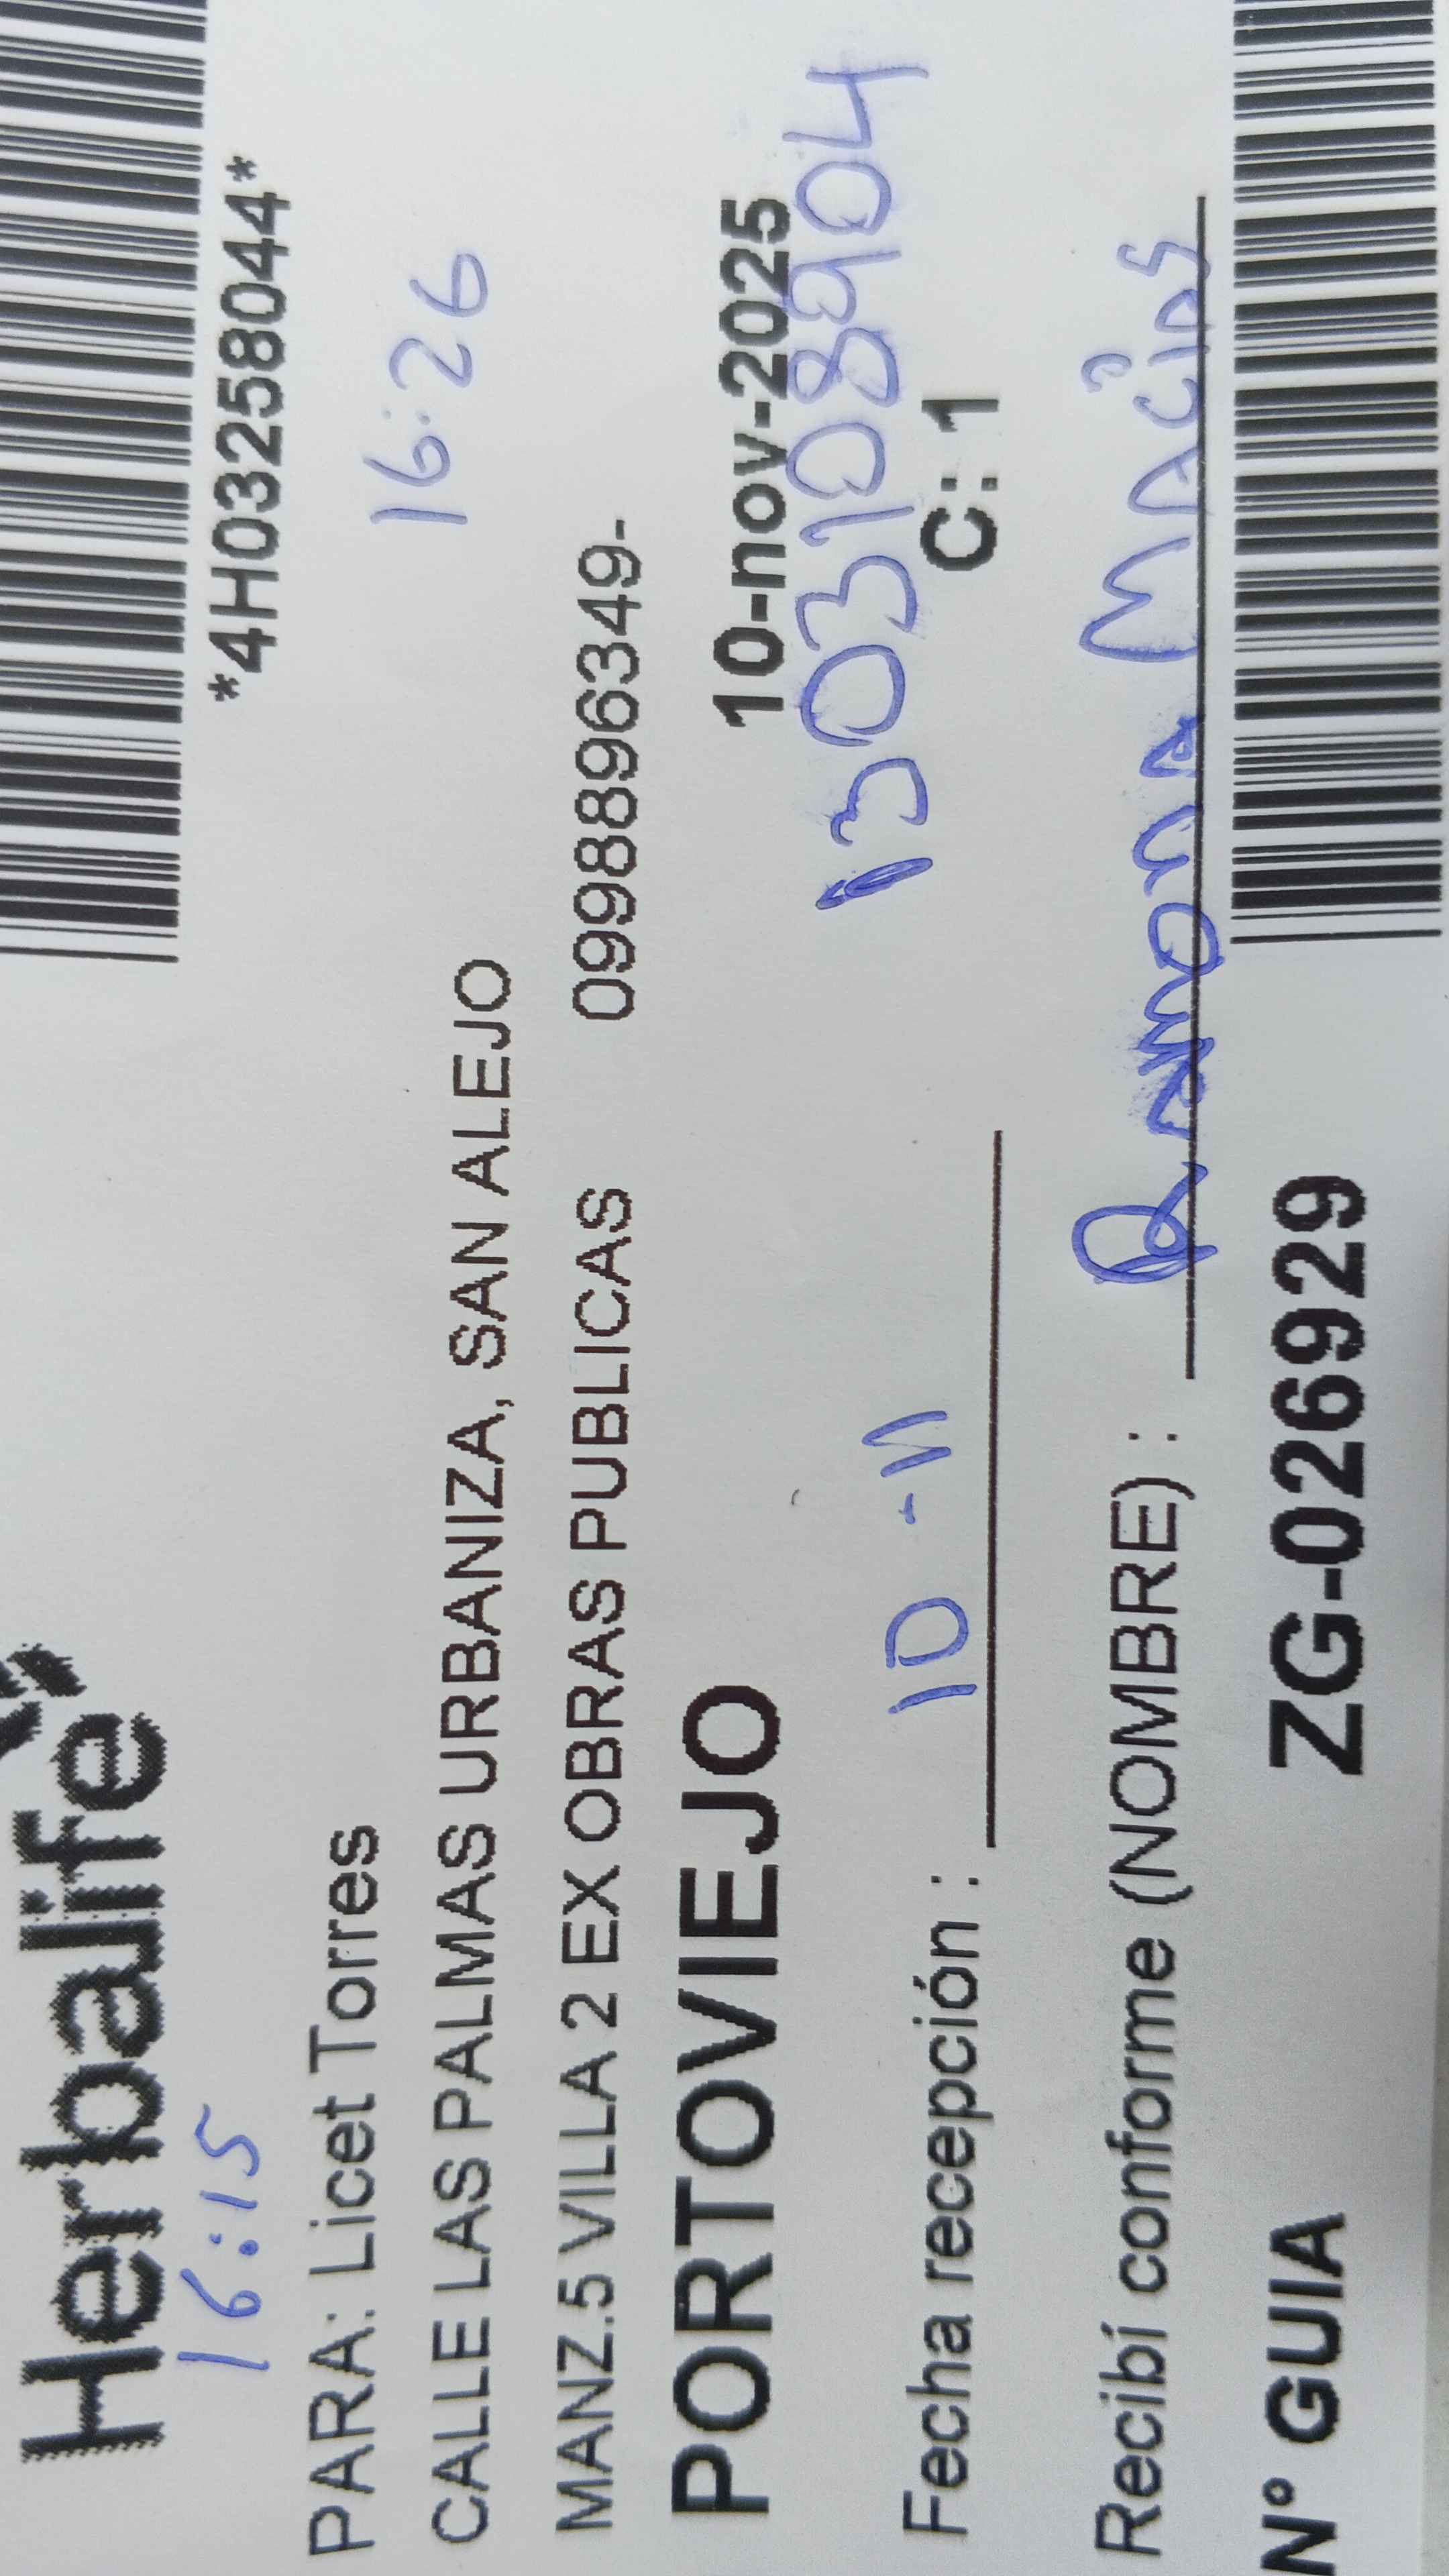 Herbalife
*4H03258044*
16:15
16:26
PARA: Licet Torres
CALLE LAS PALMAS URBANIZA, SAN ALEJO
MANZ.5 VILLA 2 EX OBRAS PUBLICAS 0998896349-
PORTOVIEJO 10-nov-2025
1303108904
Fecha recepción : 10-11 C: 1
Recibí conforme (NOMBRE) : Ramona Macías
N° GUIA ZG-026929